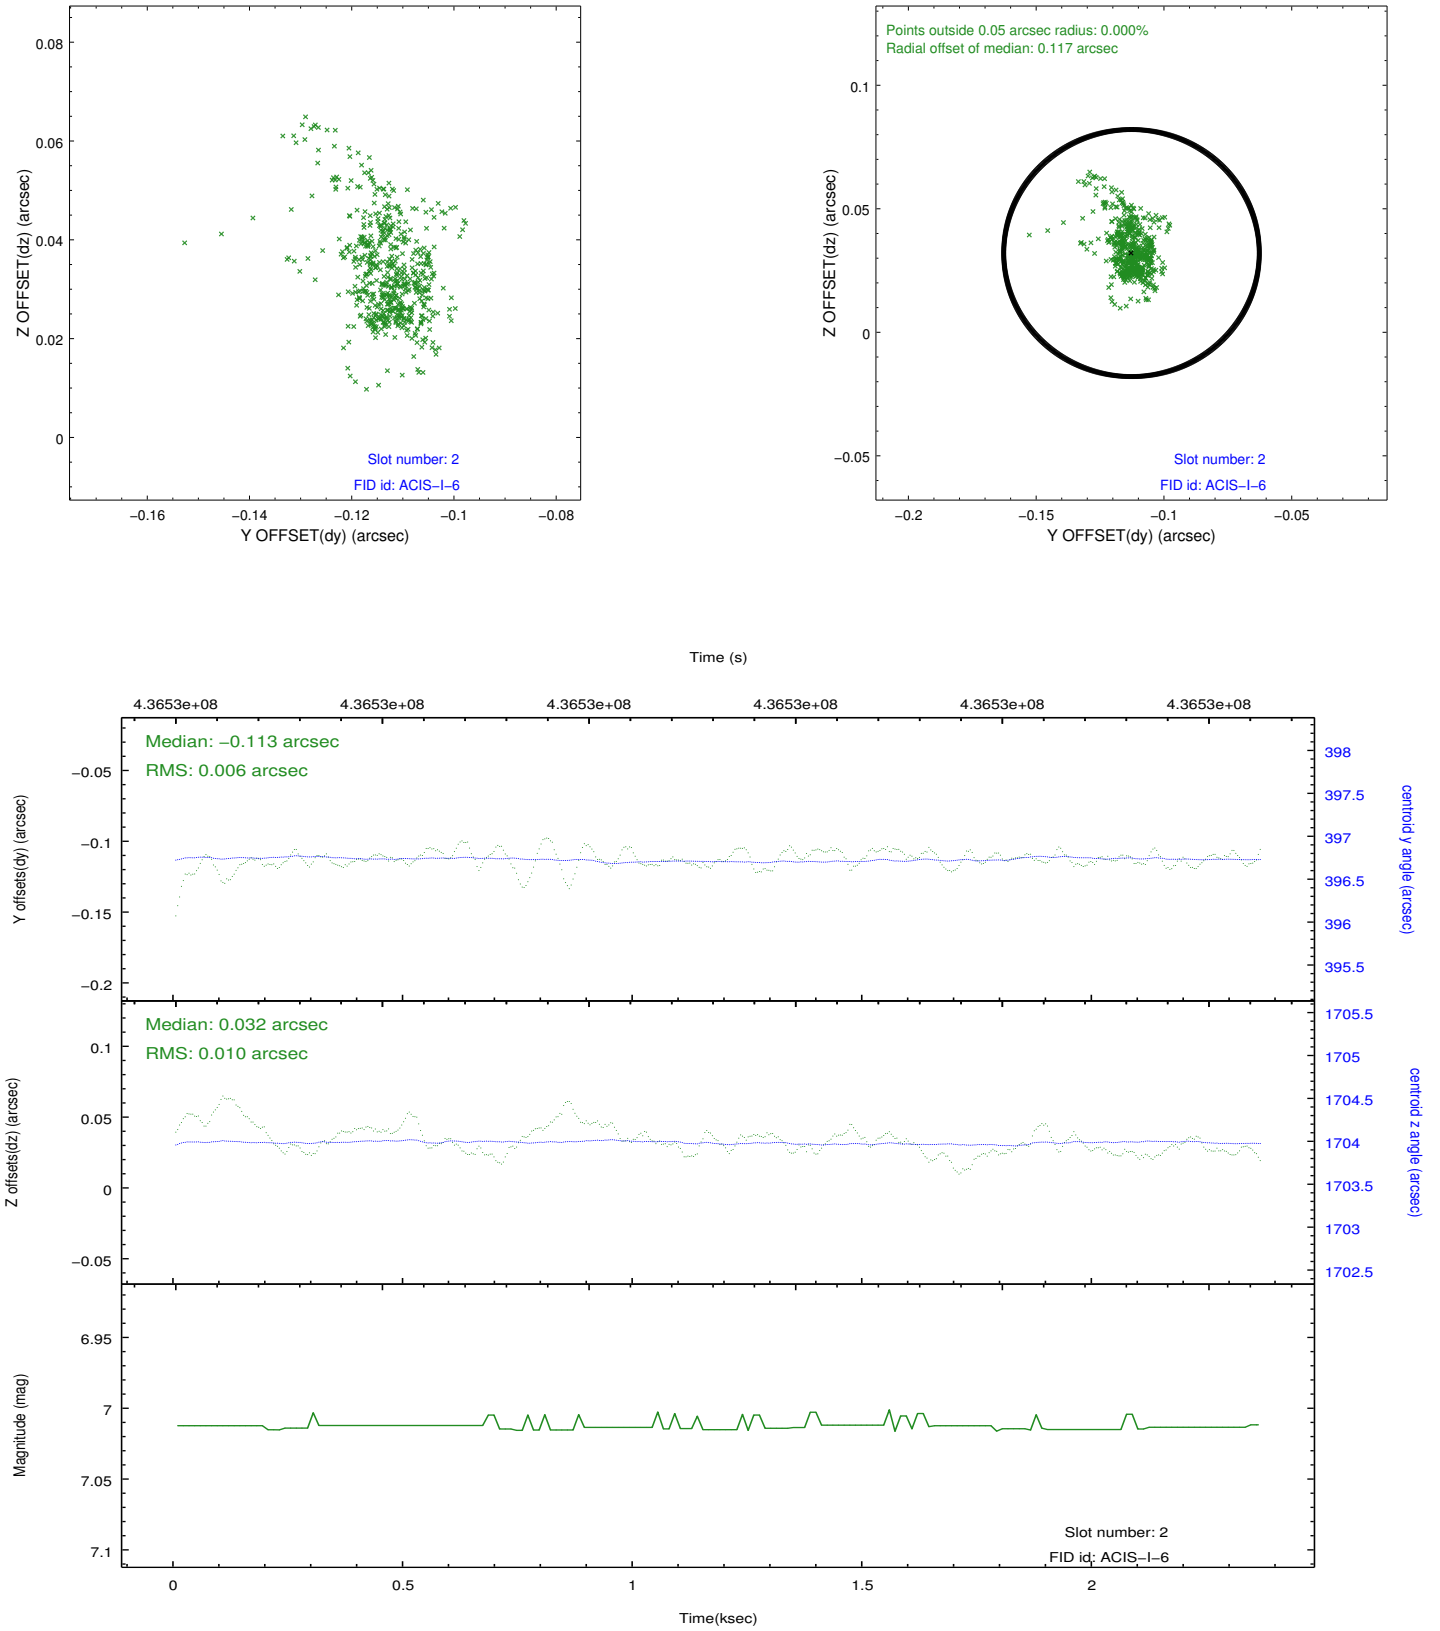 0.08
0.06
0.04
0.02
0
Z OFFSET(dz) (arcsec)
Slot number: 2
FID id: ACIS−I−6
−0.16
−0.14
−0.12
−0.1
−0.08
Y OFFSET(dy) (arcsec)
Points outside 0.05 arcsec radius: 0.000%
Radial offset of median: 0.117 arcsec
0.1
0.05
0
−0.05
Z OFFSET(dz) (arcsec)
Slot number: 2
FID id: ACIS−I−6
−0.2
−0.15
−0.1
−0.05
Y OFFSET(dy) (arcsec)
Time (s)
4.3653e+08
4.3653e+08
4.3653e+08
4.3653e+08
4.3653e+08
4.3653e+08
Median: −0.113 arcsec
RMS: 0.006 arcsec
−0.05
−0.1
−0.15
−0.2
Y offsets(dy) (arcsec)
398
397.5
397
396.5
396
395.5
centroid y angle (arcsec)
Median: 0.032 arcsec
RMS: 0.010 arcsec
0.1
0.05
0
−0.05
Z offsets(dz) (arcsec)
1705.5
1705
1704.5
1704
1703.5
1703
1702.5
centroid z angle (arcsec)
6.95
7
7.05
7.1
Magnitude (mag)
Slot number: 2
FID id: ACIS−I−6
0
0.5
1
1.5
2
Time(ksec)